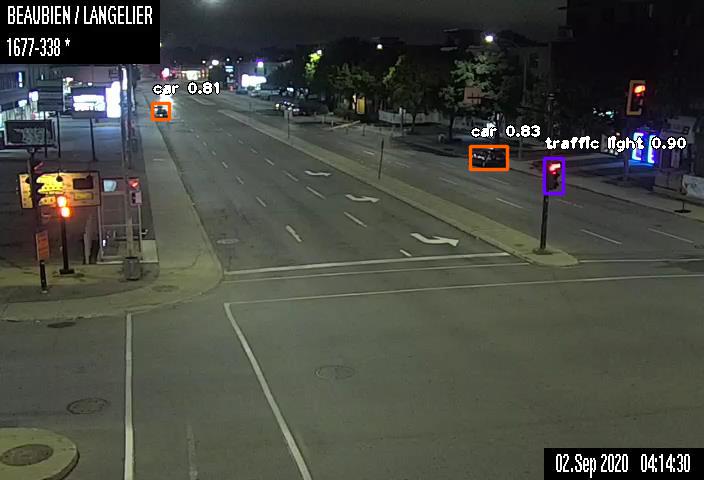 BEAUBIEN / LANGELIER
1677-338 *
car 0.81
car 0.83
traffic light 0.90
02.Sep 2020 04:14:30